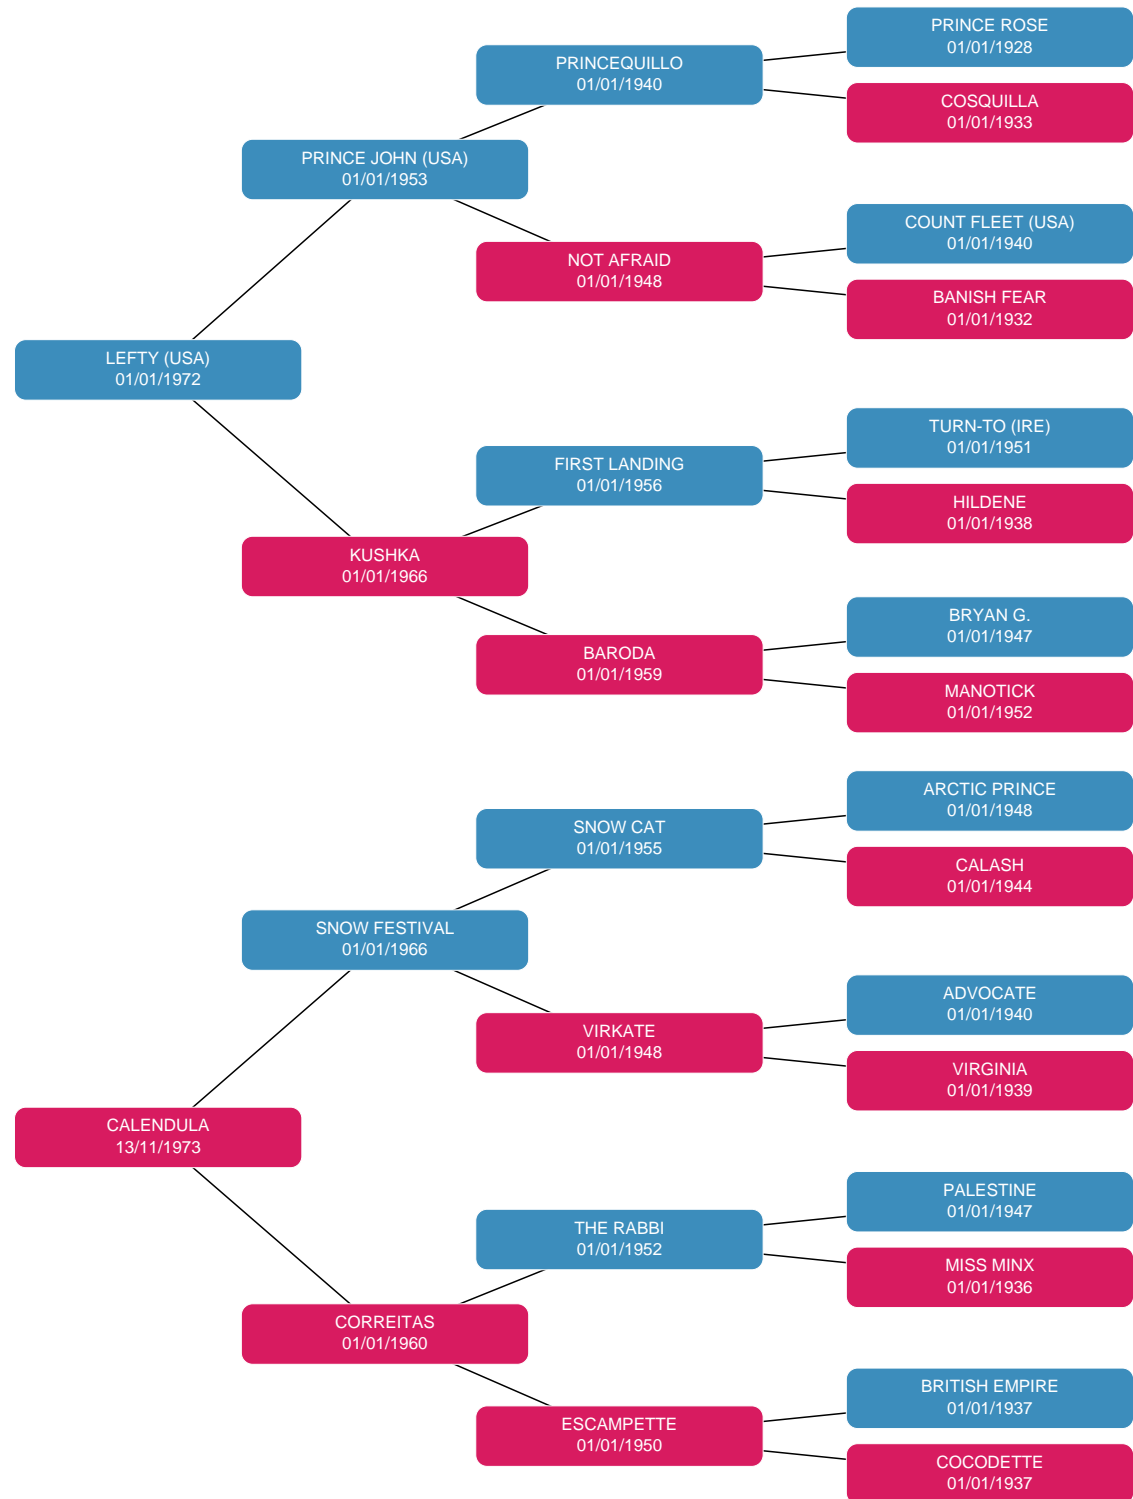 PRINCE ROSE
01/01/1928
PRINCEQUILLO
01/01/1940
COSQUILLA
01/01/1933
PRINCE JOHN (USA)
01/01/1953
COUNT FLEET (USA)
01/01/1940
NOT AFRAID
01/01/1948
BANISH FEAR
01/01/1932
LEFTY (USA)
01/01/1972
TURN-TO (IRE)
01/01/1951
FIRST LANDING
01/01/1956
HILDENE
01/01/1938
KUSHKA
01/01/1966
BRYAN G.
01/01/1947
BARODA
01/01/1959
MANOTICK
01/01/1952
ARCTIC PRINCE
01/01/1948
SNOW CAT
01/01/1955
CALASH
01/01/1944
SNOW FESTIVAL
01/01/1966
ADVOCATE
01/01/1940
VIRKATE
01/01/1948
VIRGINIA
01/01/1939
CALENDULA
13/11/1973
PALESTINE
01/01/1947
THE RABBI
01/01/1952
MISS MINX
01/01/1936
CORREITAS
01/01/1960
BRITISH EMPIRE
01/01/1937
ESCAMPETTE
01/01/1950
COCODETTE
01/01/1937